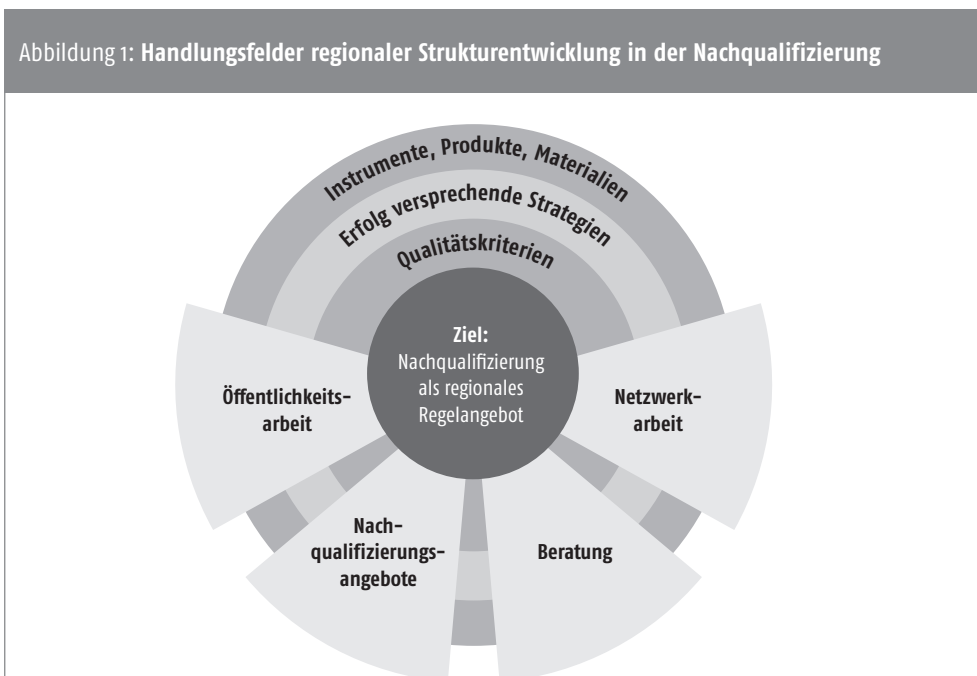 Abbildung 1: Handlungsfelder regionaler Strukturentwicklung in der Nachqualifizierung
Instrumente, Produkte, Materialien
Erfolg versprechende Strategien
Qualitätskriterien
Ziel:
Nachqualifizierung
als regionales
Regelangebot
Öffentlichkeits-
arbeit
Netzwerk-
arbeit
Nach-
qualifizierungs-
angebote
Beratung